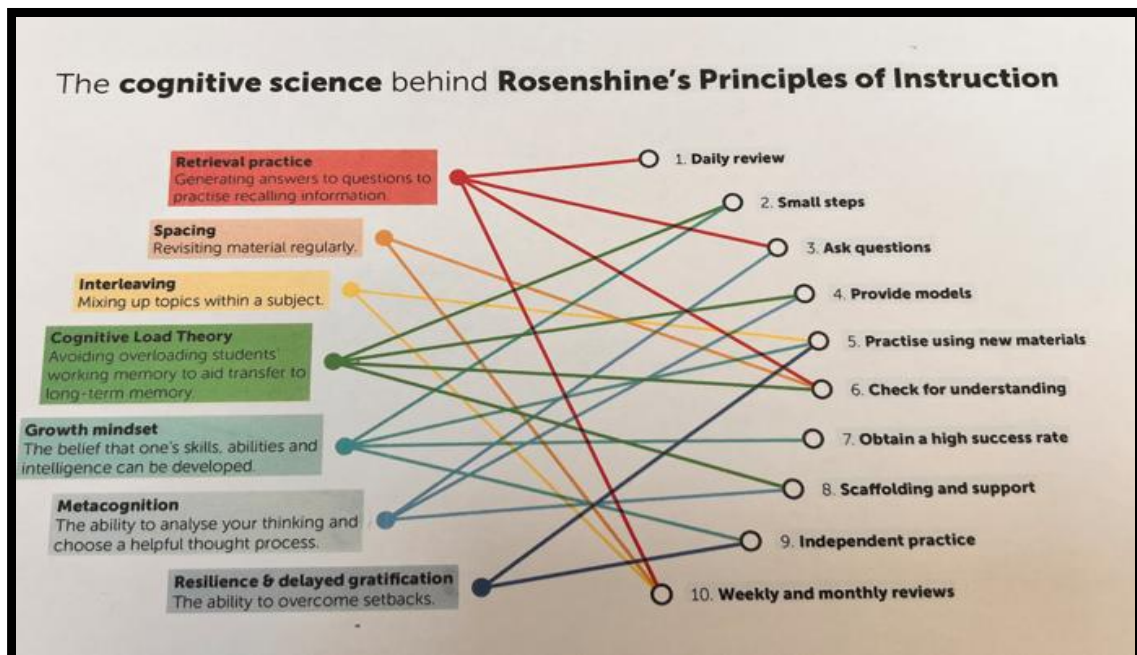 The cognitive science behind Rosenshine's Principles of Instruction
Retrieval practice
Generating answers to questions to
practise recalling information.
Spacing
Revisiting material regularly.
Interleaving
Mixing up topics within a subject.
Cognitive Load Theory
Avoiding overloading students'
working memory to aid transfer to
long-term memory.
Growth mindset
The belief that one's skills, abilities and
intelligence can be developed.
Metacognition
The ability to analyse your thinking and
choose a helpful thought process.
Resilience & delayed gratification
The ability to overcome setbacks.
1. Daily review
2. Small steps
3. Ask questions
4. Provide models
5. Practise using new materials
6. Check for understanding
7. Obtain a high success rate
8. Scaffolding and support
9. Independent practice
10. Weekly and monthly reviews